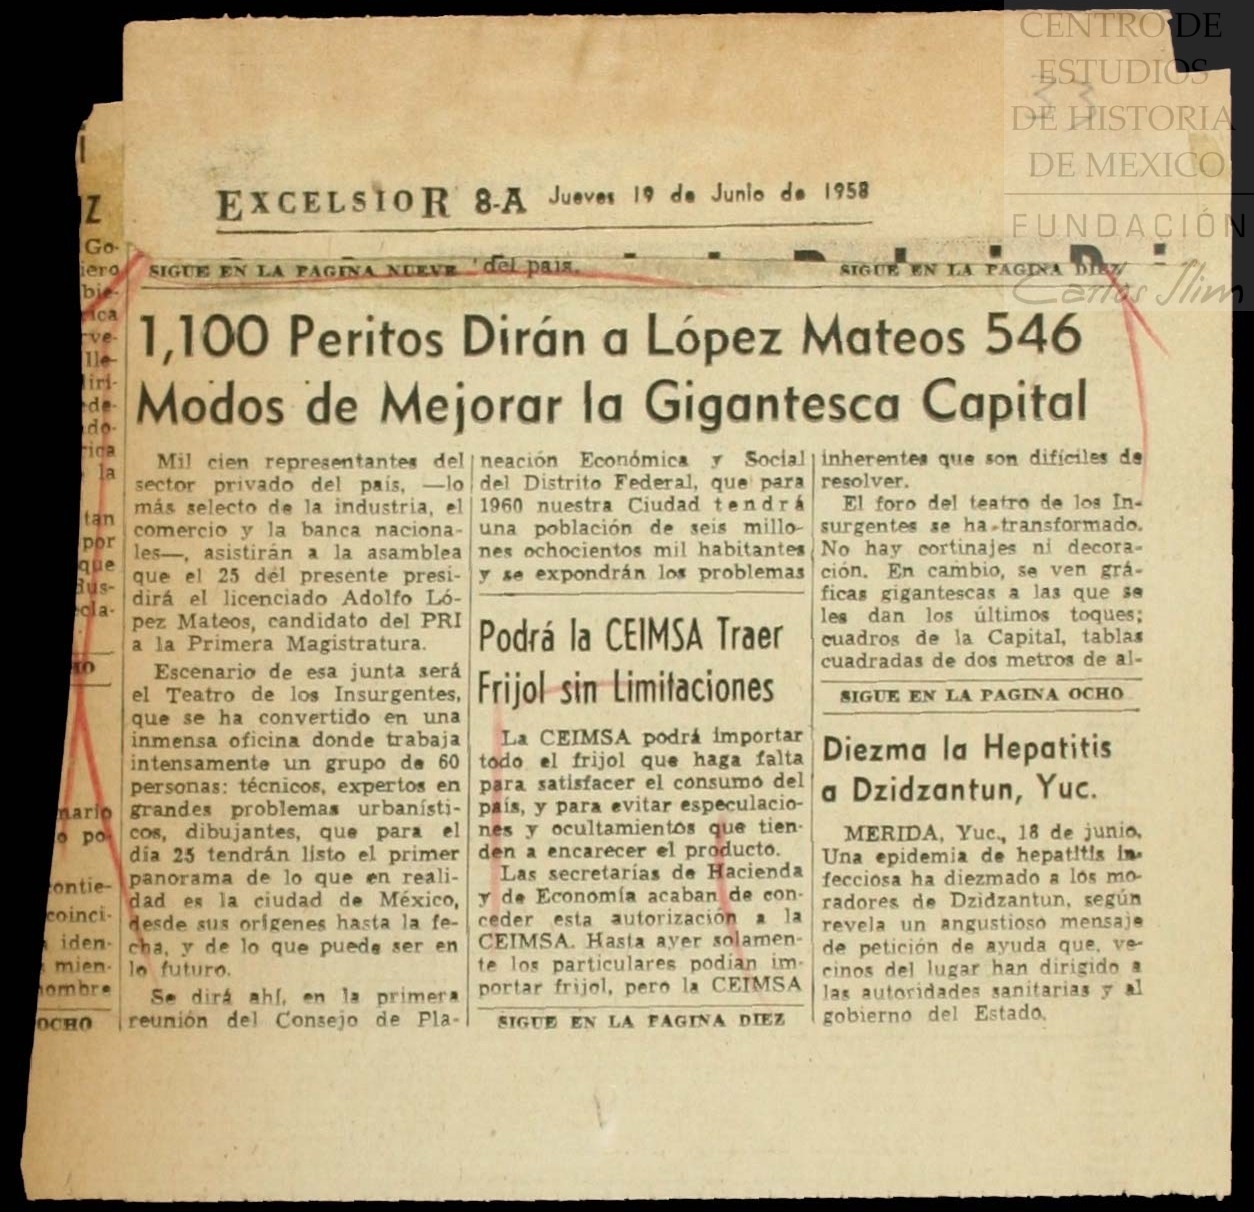 CENTRO DE
ESTUDIOS
DE HISTORIA
DE MEXICO
FUNDACIÓN
Carlos Slim
33
EXCELSIOR 8-A Jueves 19 de Junio de 1958
SIGUE EN LA PAGINA NUEVE del país.
SIGUE EN LA PAGINA DIEZ
1,100 Peritos Dirán a López Mateos 546
Modos de Mejorar la Gigantesca Capital
Mil cien representantes del
sector privado del país, —lo
más selecto de la industria, el
comercio y la banca naciona-
les—, asistirán a la asamblea
que el 25 del presente presi-
dirá el licenciado Adolfo Ló-
pez Mateos, candidato del PRI
a la Primera Magistratura.
Escenario de esa junta será
el Teatro de los Insurgentes,
que se ha convertido en una
inmensa oficina donde trabaja
intensamente un grupo de 60
personas: técnicos, expertos en
grandes problemas urbanísti-
cos, dibujantes, que para el
día 25 tendrán listo el primer
panorama de lo que en reali-
dad es la ciudad de México,
desde sus orígenes hasta la fe-
cha, y de lo que puede ser en
lo futuro.
Se dirá ahí, en la primera
reunión del Consejo de Pla-
neación Económica y Social
del Distrito Federal, que para
1960 nuestra Ciudad tendrá
una población de seis millo-
nes ochocientos mil habitantes
y se expondrán los problemas
inherentes que son difíciles de
resolver.
El foro del teatro de los In-
surgentes se ha transformado.
No hay cortinajes ni decora-
ción. En cambio, se ven grá-
ficas gigantescas a las que se
les dan los últimos toques;
cuadros de la Capital, tablas
cuadradas de dos metros de al-
SIGUE EN LA PAGINA OCHO
Podrá la CEIMSA Traer
Frijol sin Limitaciones
La CEIMSA podrá importar
todo el frijol que haga falta
para satisfacer el consumo del
país, y para evitar especulacio-
nes y ocultamientos que tien-
den a encarecer el producto.
Las secretarías de Hacienda
y de Economía acaban de con-
ceder esta autorización a la
CEIMSA. Hasta ayer solamen-
te los particulares podían im-
portar frijol, pero la CEIMSA
SIGUE EN LA PAGINA DIEZ
Diezma la Hepatitis
a Dzidzantun, Yuc.
MERIDA, Yuc., 18 de junio.
Una epidemia de hepatitis in-
fecciosa ha diezmado a los mo-
radores de Dzidzantun, según
revela un angustioso mensaje
de petición de ayuda que, ve-
cinos del lugar han dirigido a
las autoridades sanitarias y al
gobierno del Estado.